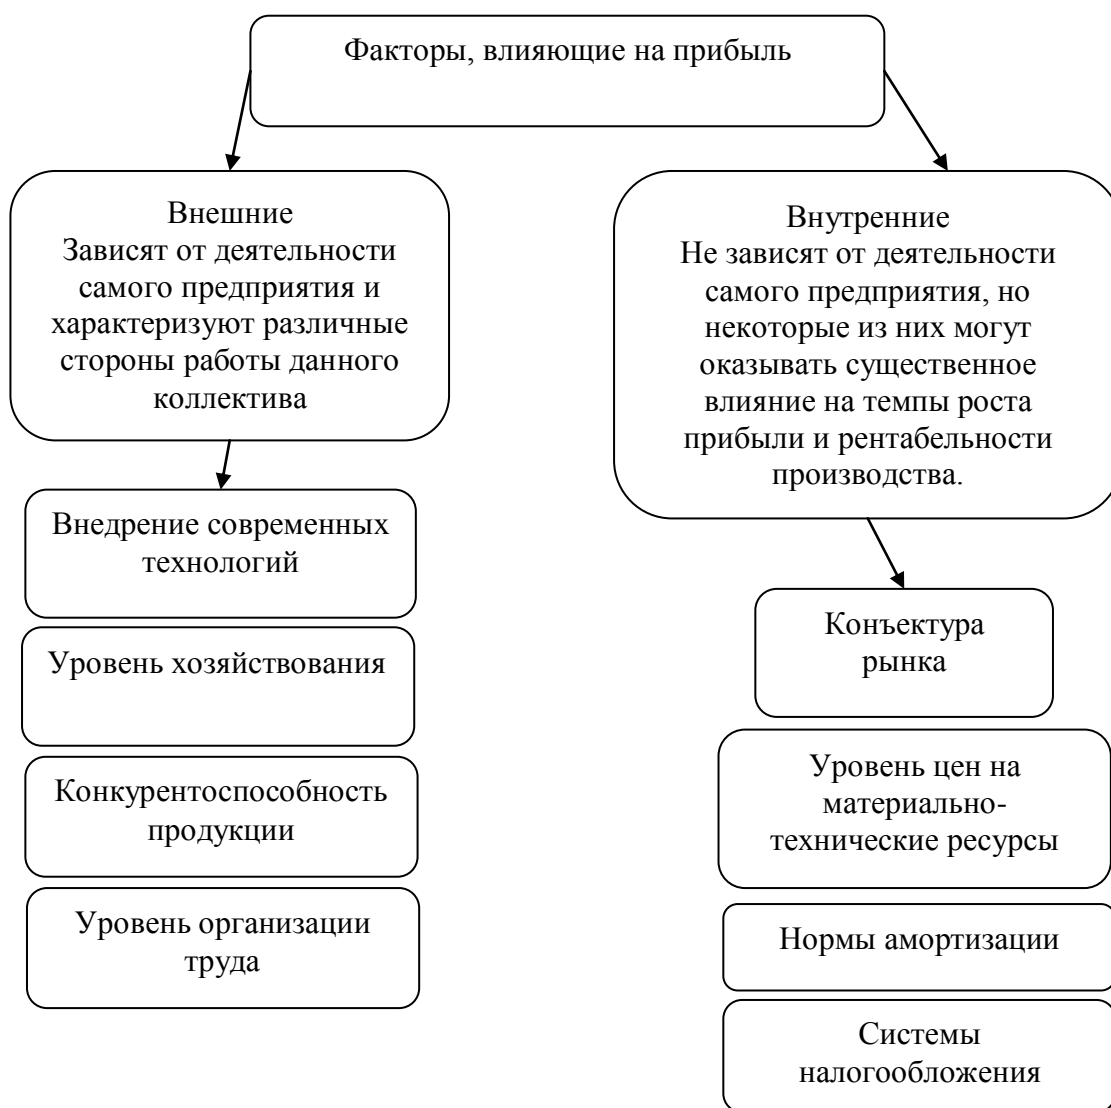 Факторы, влияющие на прибыль
Внешние
Зависят от деятельности
самого предприятия и
характеризуют различные
стороны работы данного
коллектива
Внедрение современных
технологий
Уровень хозяйствования
Конкурентоспособность
продукции
Уровень организации
труда
Внутренние
Не зависят от деятельности
самого предприятия, но
некоторые из них могут
оказывать существенное
влияние на темпы роста
прибыли и рентабельности
производства.
Конъектура
рынка
Уровень цен на
материально-
технические ресурсы
Нормы амортизации
Системы
налогообложения